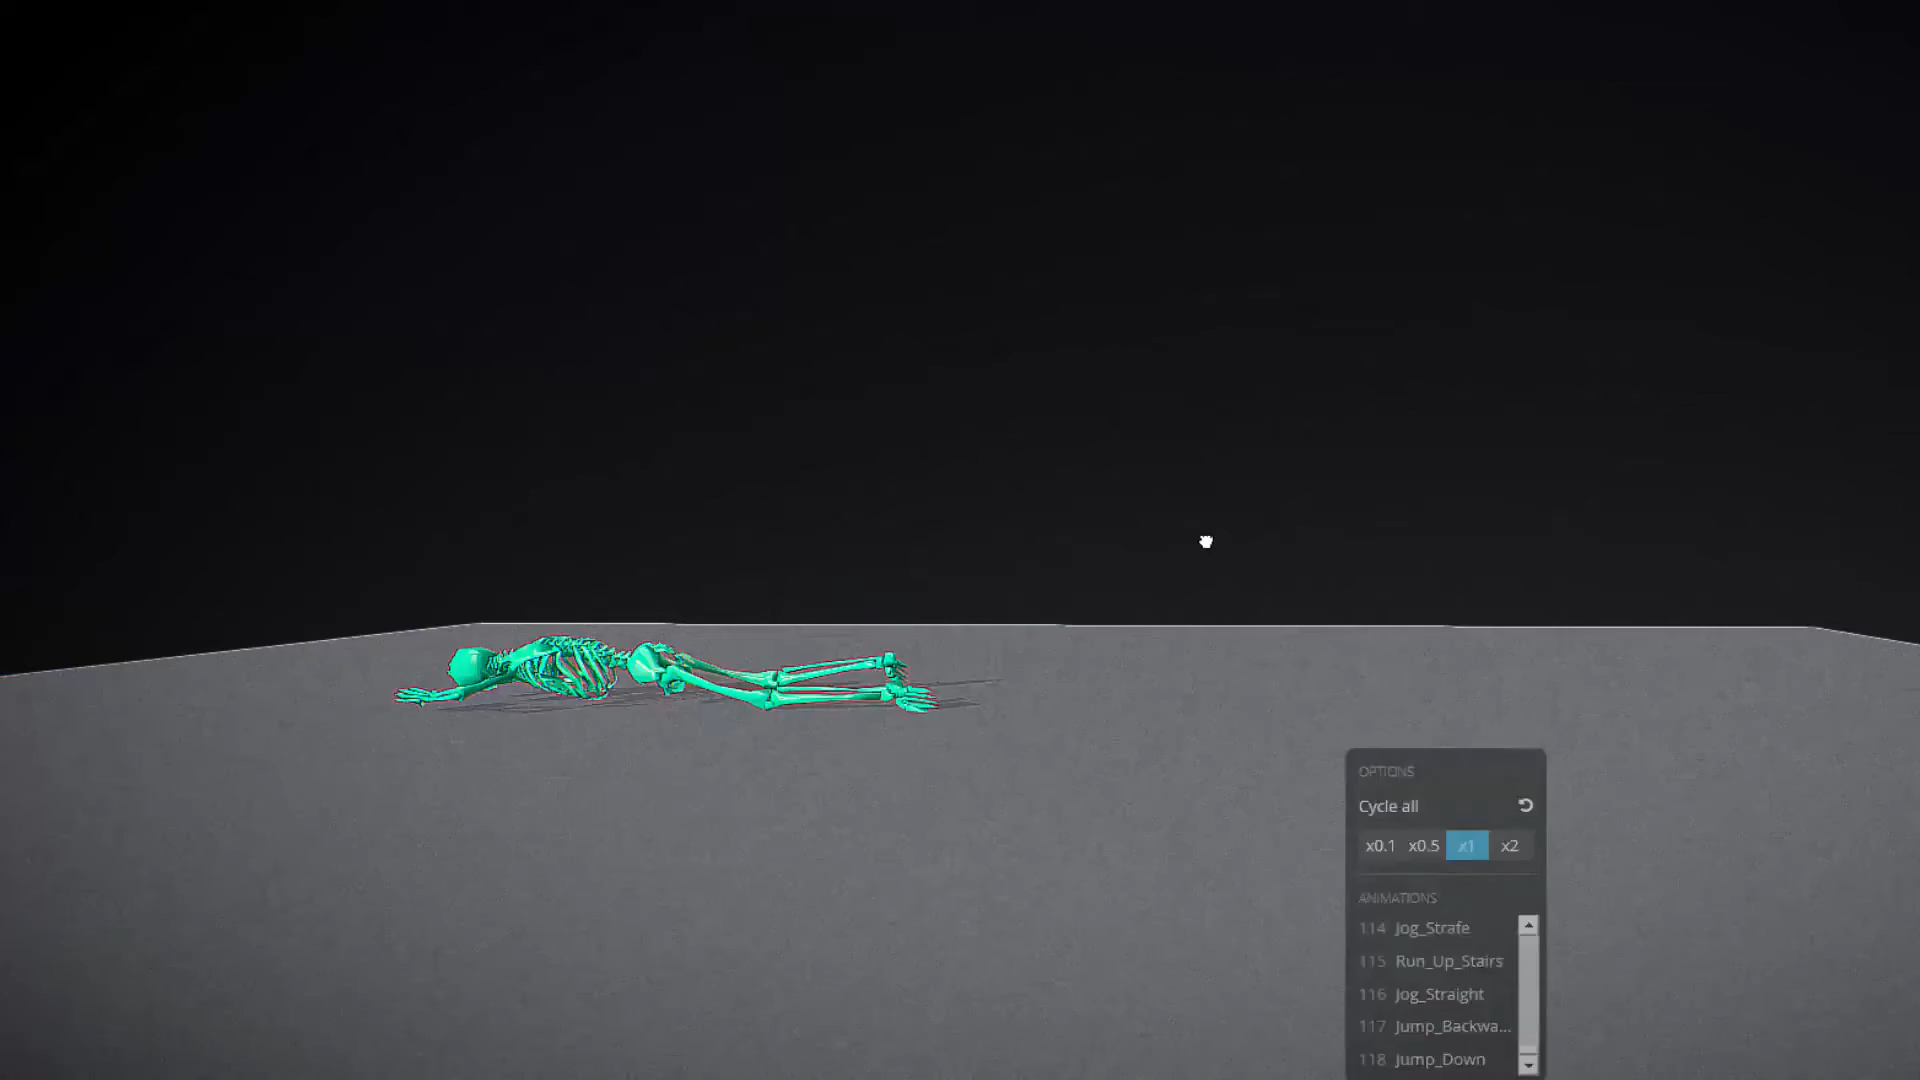 OPTIONS
Cycle all
x0.1 x0.5 x1 x2
ANIMATIONS
114 Jog_Strafe
115 Run_Up_Stairs
116 Jog_Straight
117 Jump_Backwa...
118 Jump_Down